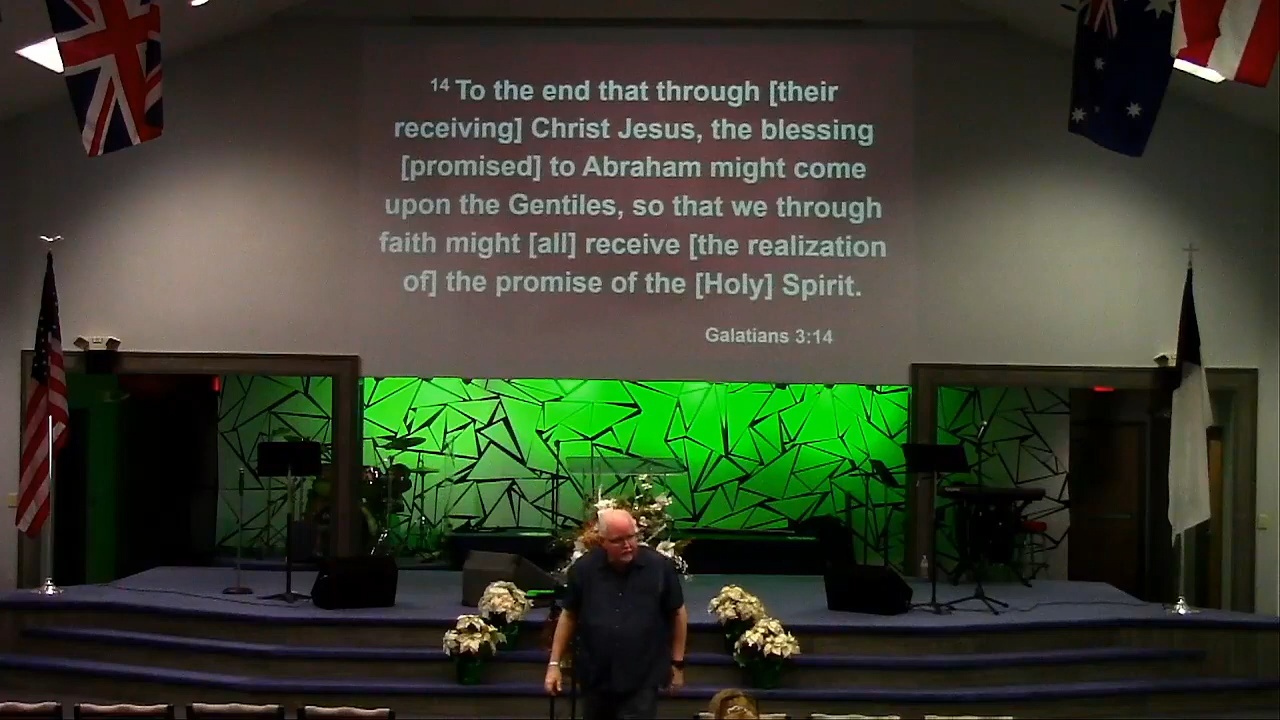 14 To the end that through [their
receiving] Christ Jesus, the blessing
[promised] to Abraham might come
upon the Gentiles, so that we through
faith might [all] receive [the realization
of] the promise of the [Holy] Spirit.
Galatians 3:14